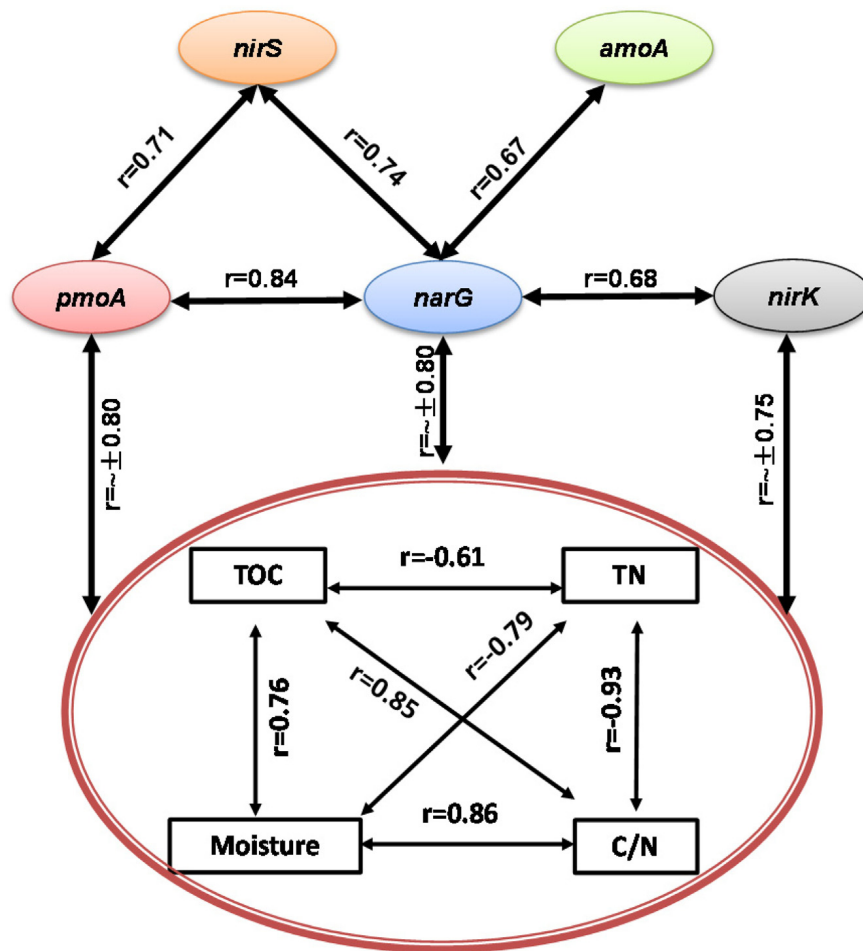 nirS
amoA
r=0.71
r=0.74
r=0.67
pmoA
r=0.84
narG
r=0.68
nirK
r=~±0.80
r=~±0.80
r=~±0.75
TOC
r=-0.61
TN
r=0.76
r=0.85
r=-0.79
r=-0.93
Moisture
r=0.86
C/N